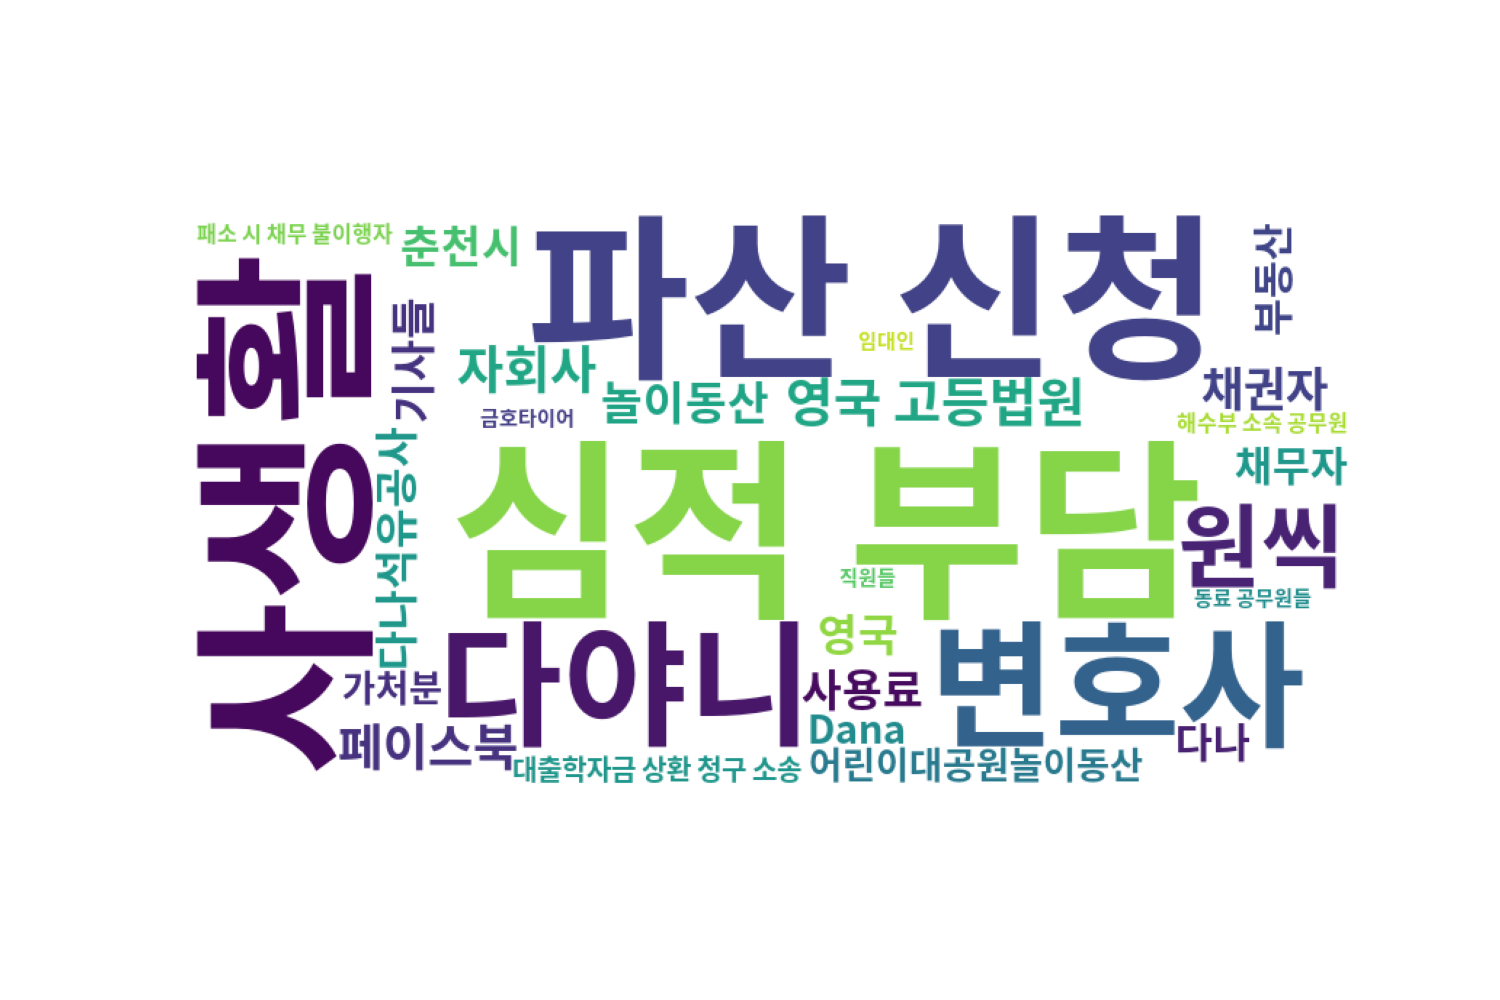 패소 시 채무 불이행자
춘천시
파산 신청
부동산
사생활
기사들
임대인
자회사
놀이동산
영국 고등법원
채권자
금호타이어
해수부 소속 공무원
다나석유공사
심적 부담
채무자
원씩
직원들
동료 공무원들
영국
다야니
변호사
가처분
사용료
페이스북
Dana
다나
대출학자금 상환 청구 소송
어린이대공원놀이동산